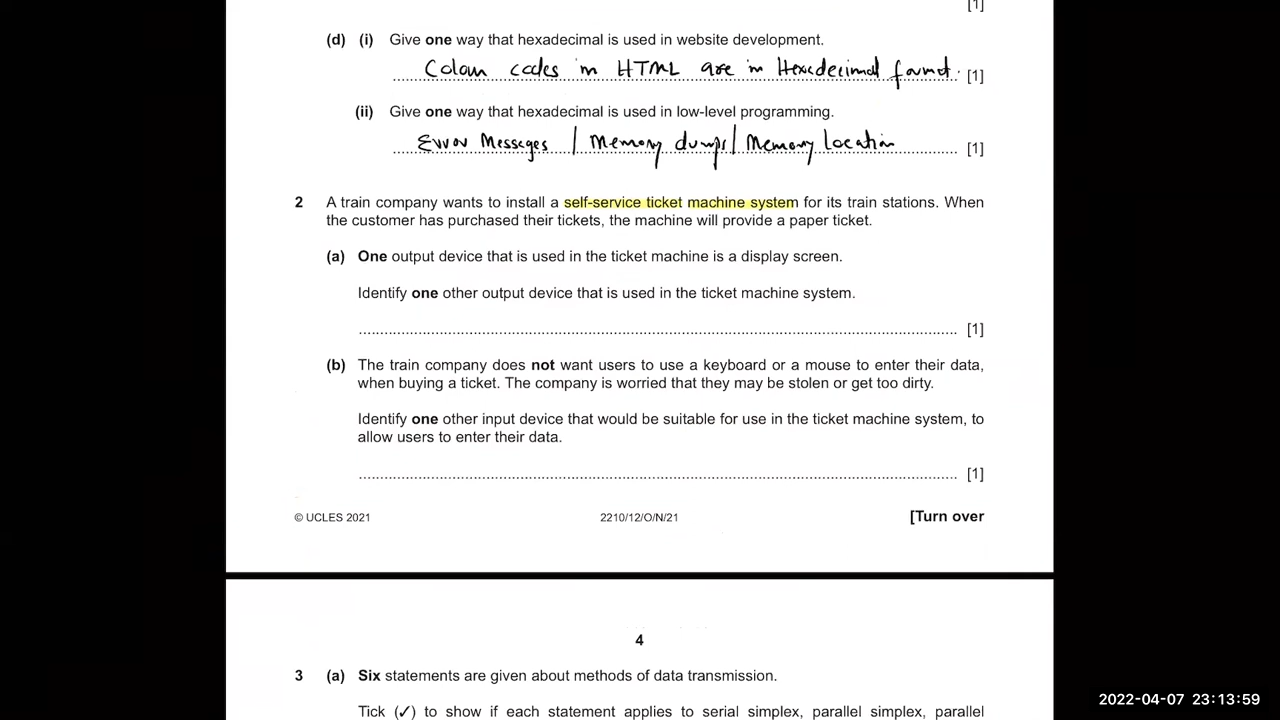 [1]
(d) (i) Give one way that hexadecimal is used in website development.
Colour codes in HTML are in Hexadecimal format. [1]
(ii) Give one way that hexadecimal is used in low-level programming.
Error Messages / Memory dumps / Memory location [1]
2 A train company wants to install a self-service ticket machine system for its train stations. When
the customer has purchased their tickets, the machine will provide a paper ticket.
(a) One output device that is used in the ticket machine is a display screen.
Identify one other output device that is used in the ticket machine system.
[1]
(b) The train company does not want users to use a keyboard or a mouse to enter their data,
when buying a ticket. The company is worried that they may be stolen or get too dirty.
Identify one other input device that would be suitable for use in the ticket machine system, to
allow users to enter their data.
[1]
© UCLES 2021 2210/12/O/N/21 [Turn over
4
3 (a) Six statements are given about methods of data transmission.
Tick (✓) to show if each statement applies to serial simplex, parallel simplex, parallel
2022-04-07 23:13:59